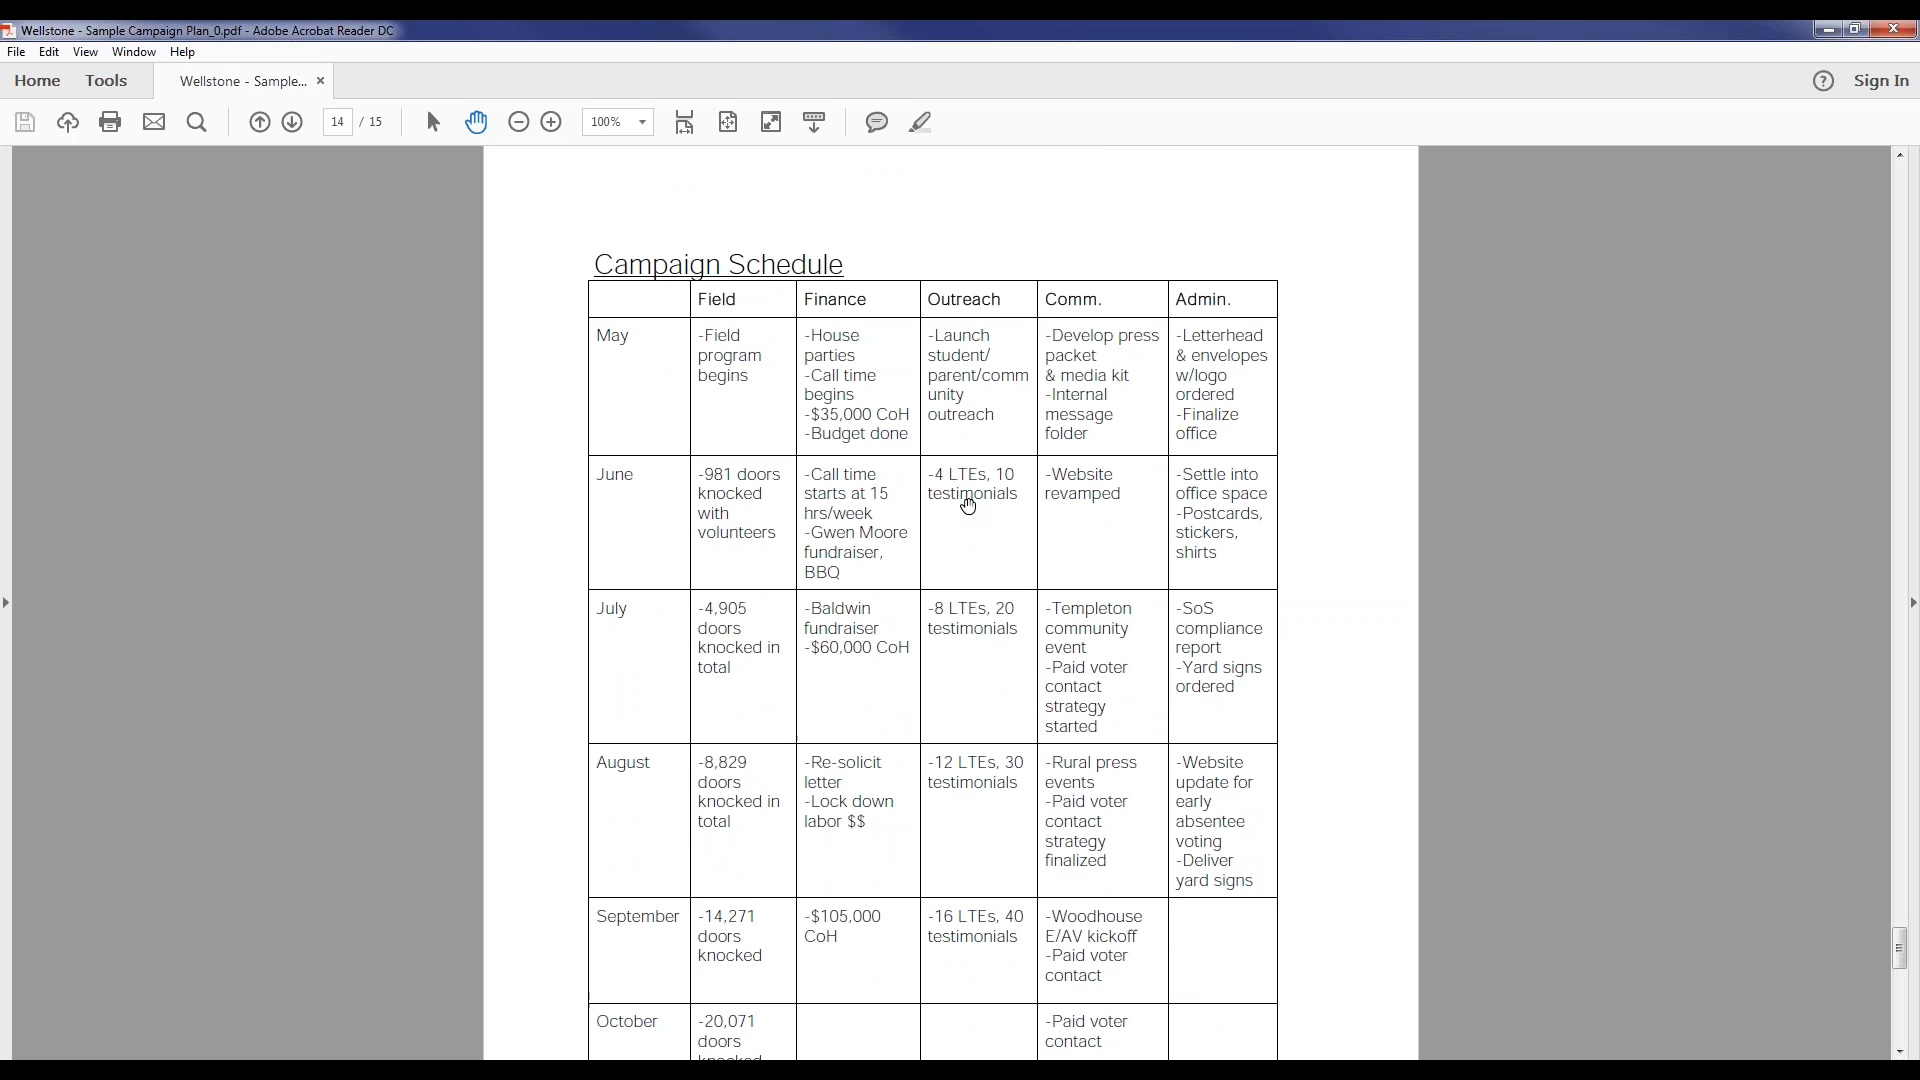 Wellstone - Sample Campaign Plan_0.pdf - Adobe Acrobat Reader DC
File Edit View Window Help
Home Tools Wellstone - Sample... × ? Sign In
14 / 15 100%
Campaign Schedule
Field Finance Outreach Comm. Admin.
May
-Field
program
begins
-House
parties
-Call time
begins
-$35,000 CoH
-Budget done
-Launch
student/
parent/comm
unity
outreach
-Develop press
packet
& media kit
-Internal
message
folder
-Letterhead
& envelopes
w/logo
ordered
-Finalize
office
June
-981 doors
knocked
with
volunteers
-Call time
starts at 15
hrs/week
-Gwen Moore
fundraiser,
BBQ
-4 LTEs, 10
testimonials
-Website
revamped
-Settle into
office space
-Postcards,
stickers,
shirts
July
-4,905
doors
knocked in
total
-Baldwin
fundraiser
-$60,000 CoH
-8 LTEs, 20
testimonials
-Templeton
community
event
-Paid voter
contact
strategy
started
-SoS
compliance
report
-Yard signs
ordered
August
-8,829
doors
knocked in
total
-Re-solicit
letter
-Lock down
labor $$
-12 LTEs, 30
testimonials
-Rural press
events
-Paid voter
contact
strategy
finalized
-Website
update for
early
absentee
voting
-Deliver
yard signs
September
-14,271
doors
knocked
-$105,000
CoH
-16 LTEs, 40
testimonials
-Woodhouse
E/AV kickoff
-Paid voter
contact
October
-20,071
doors
knocked
-Paid voter
contact